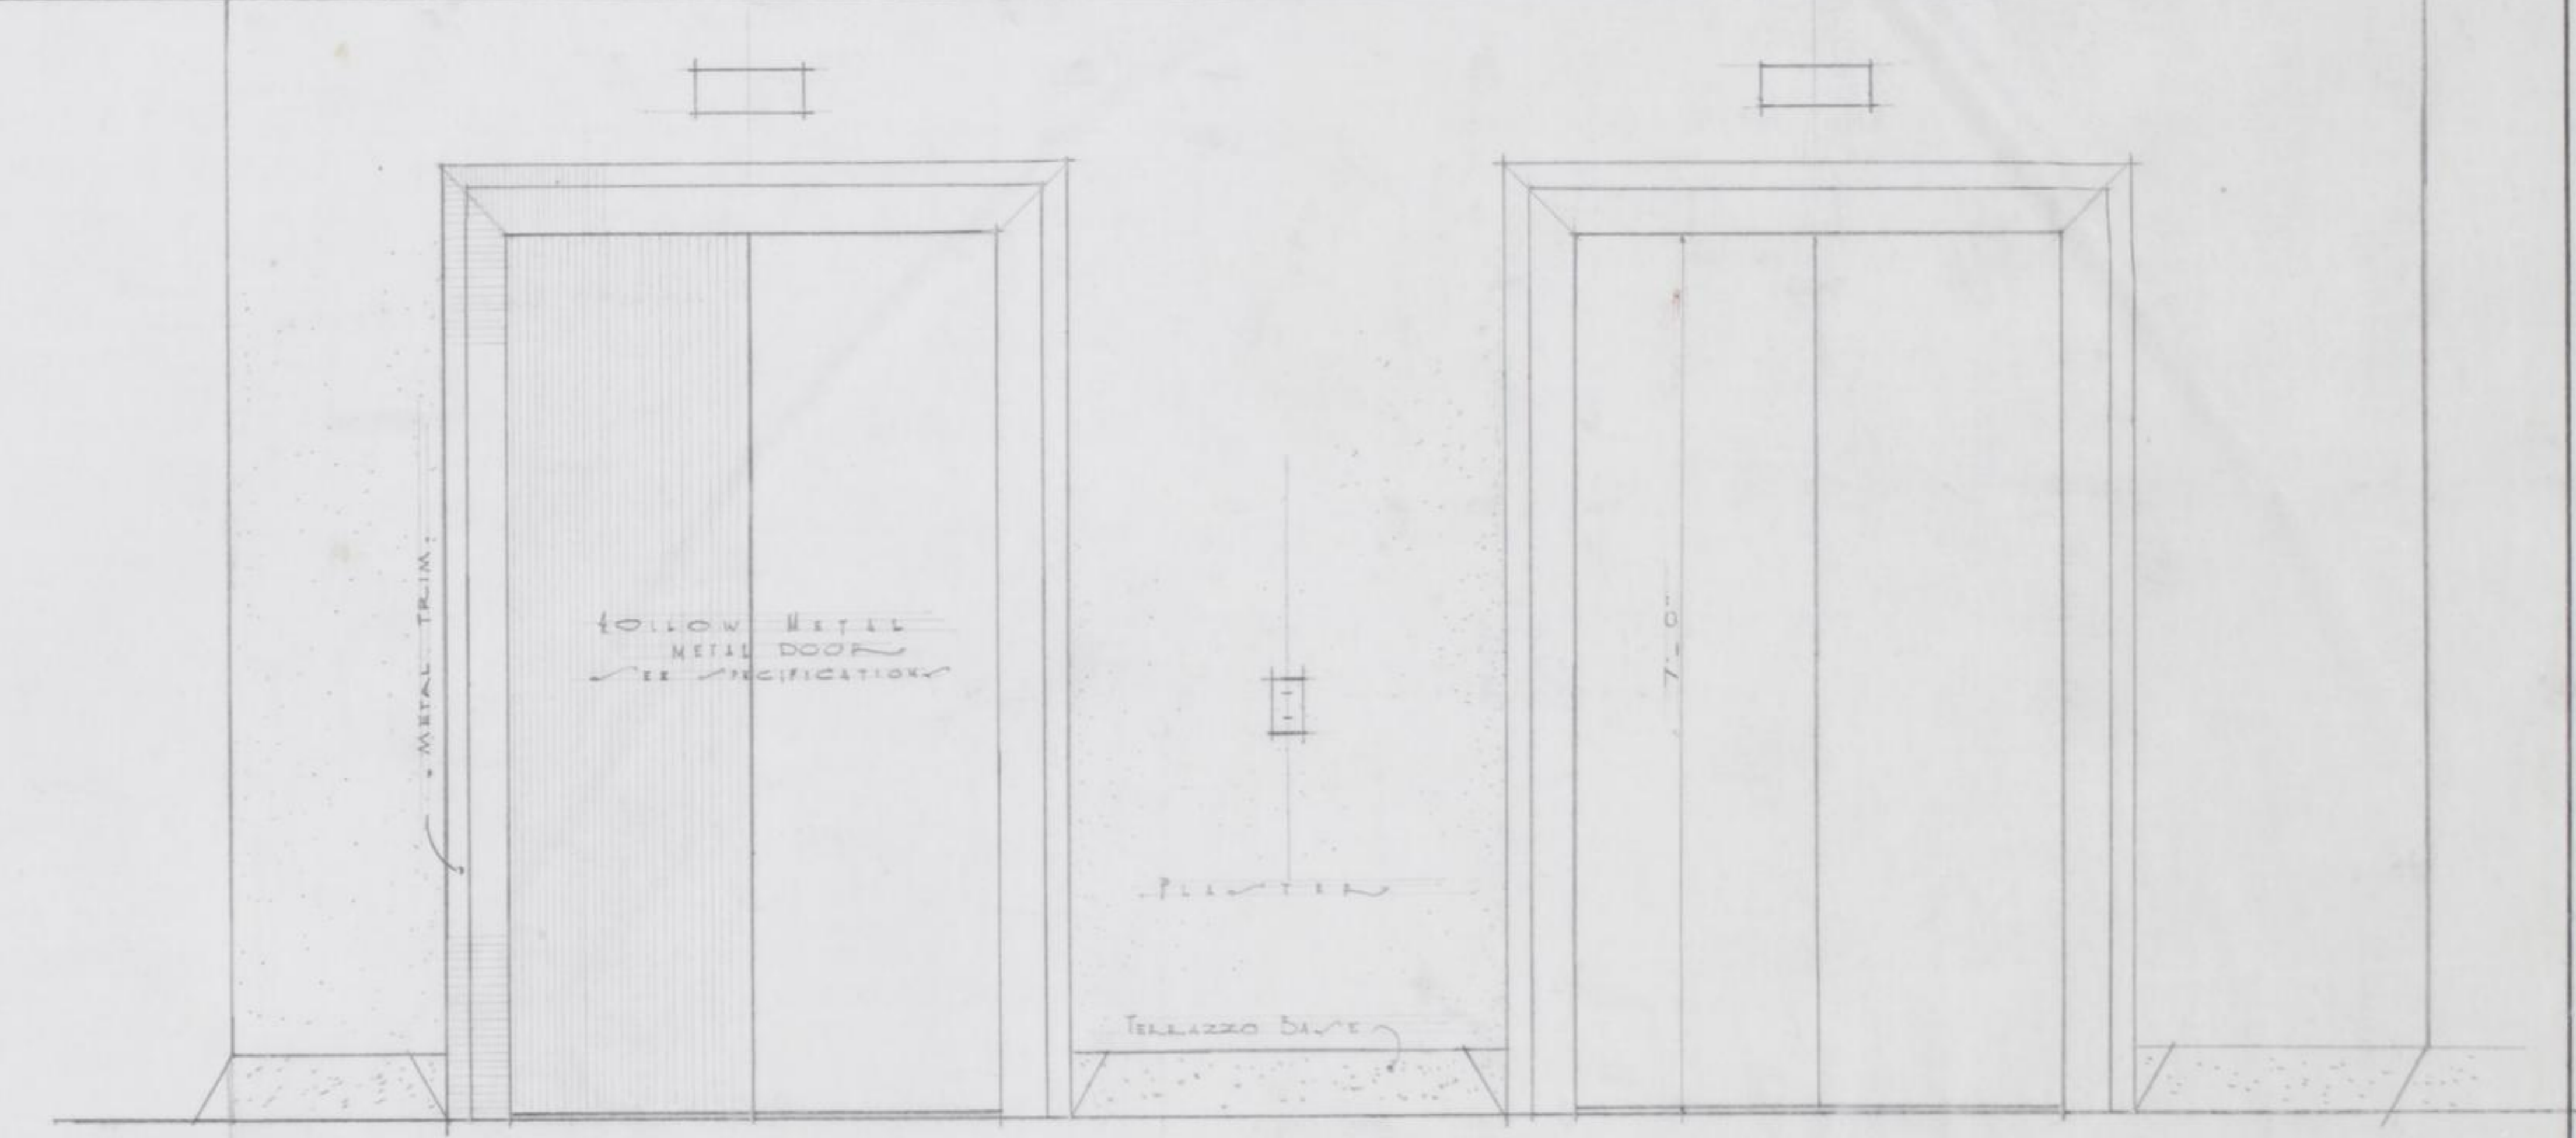 HOLLOW METAL
METAL DOOR
SEE SPECIFICATIONS
METAL TRIM.
7'-0"
PLASTER
TERRAZZO BASE